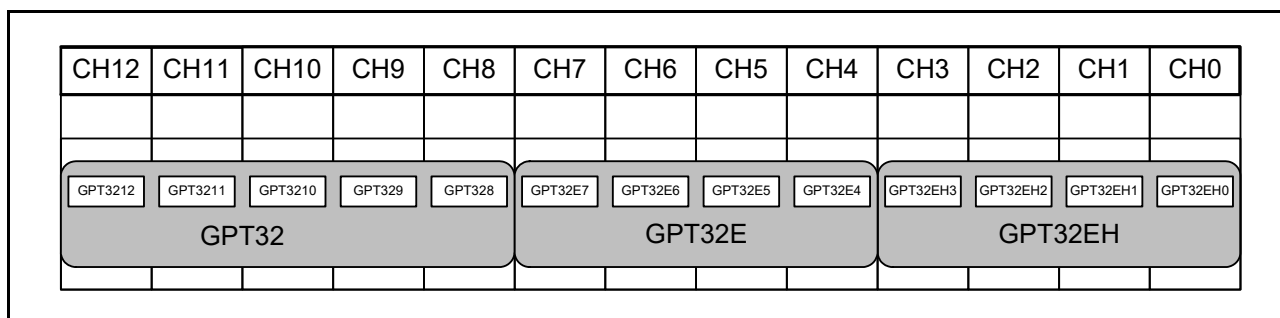 CH12 CH11 CH10 CH9 CH8 CH7 CH6 CH5 CH4 CH3 CH2 CH1 CH0
GPT3212 GPT3211 GPT3210 GPT329 GPT328 GPT32E7 GPT32E6 GPT32E5 GPT32E4 GPT32EH3 GPT32EH2 GPT32EH1 GPT32EH0
GPT32 GPT32E GPT32EH